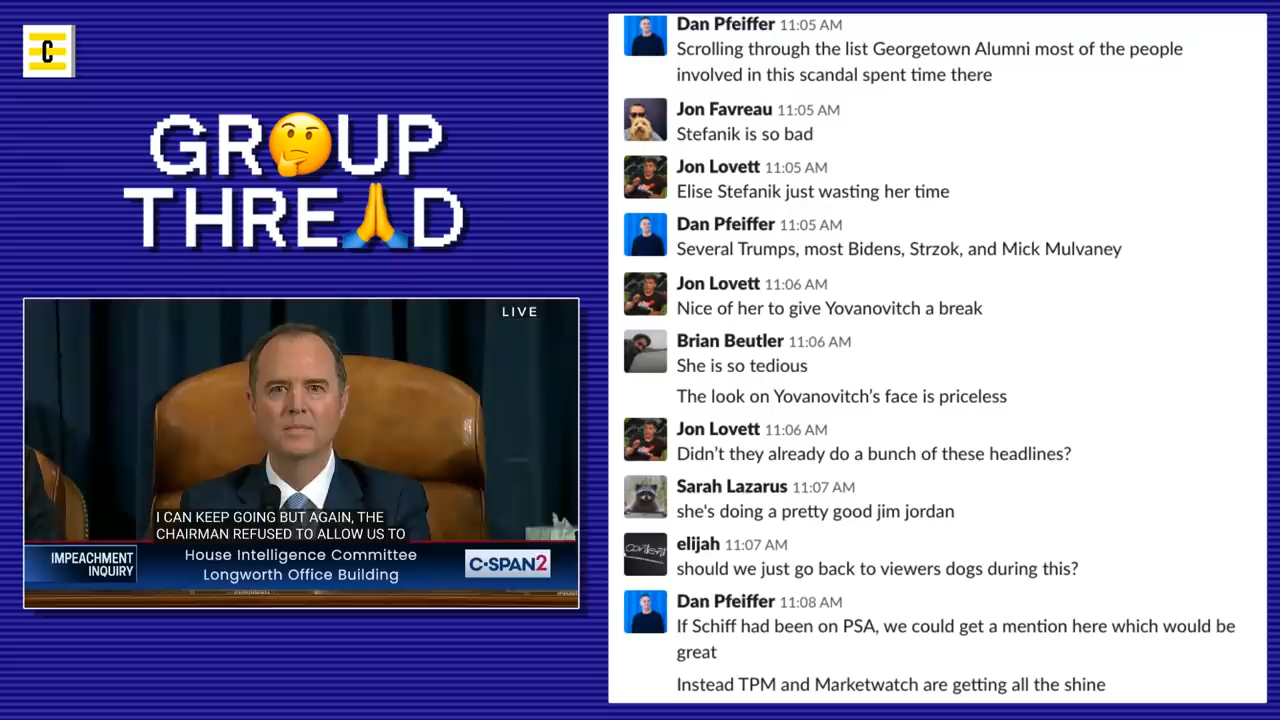 C
GR🤔UP
THRE🙏D
LIVE
I CAN KEEP GOING BUT AGAIN, THE
CHAIRMAN REFUSED TO ALLOW US TO
IMPEACHMENT
INQUIRY
House Intelligence Committee
Longworth Office Building
C-SPAN2
Dan Pfeiffer 11:05 AM
Scrolling through the list Georgetown Alumni most of the people
involved in this scandal spent time there
Jon Favreau 11:05 AM
Stefanik is so bad
Jon Lovett 11:05 AM
Elise Stefanik just wasting her time
Dan Pfeiffer 11:05 AM
Several Trumps, most Bidens, Strzok, and Mick Mulvaney
Jon Lovett 11:06 AM
Nice of her to give Yovanovitch a break
Brian Beutler 11:06 AM
She is so tedious
The look on Yovanovitch's face is priceless
Jon Lovett 11:06 AM
Didn't they already do a bunch of these headlines?
Sarah Lazarus 11:07 AM
she's doing a pretty good jim jordan
elijah 11:07 AM
content
should we just go back to viewers dogs during this?
Dan Pfeiffer 11:08 AM
If Schiff had been on PSA, we could get a mention here which would be
great
Instead TPM and Marketwatch are getting all the shine